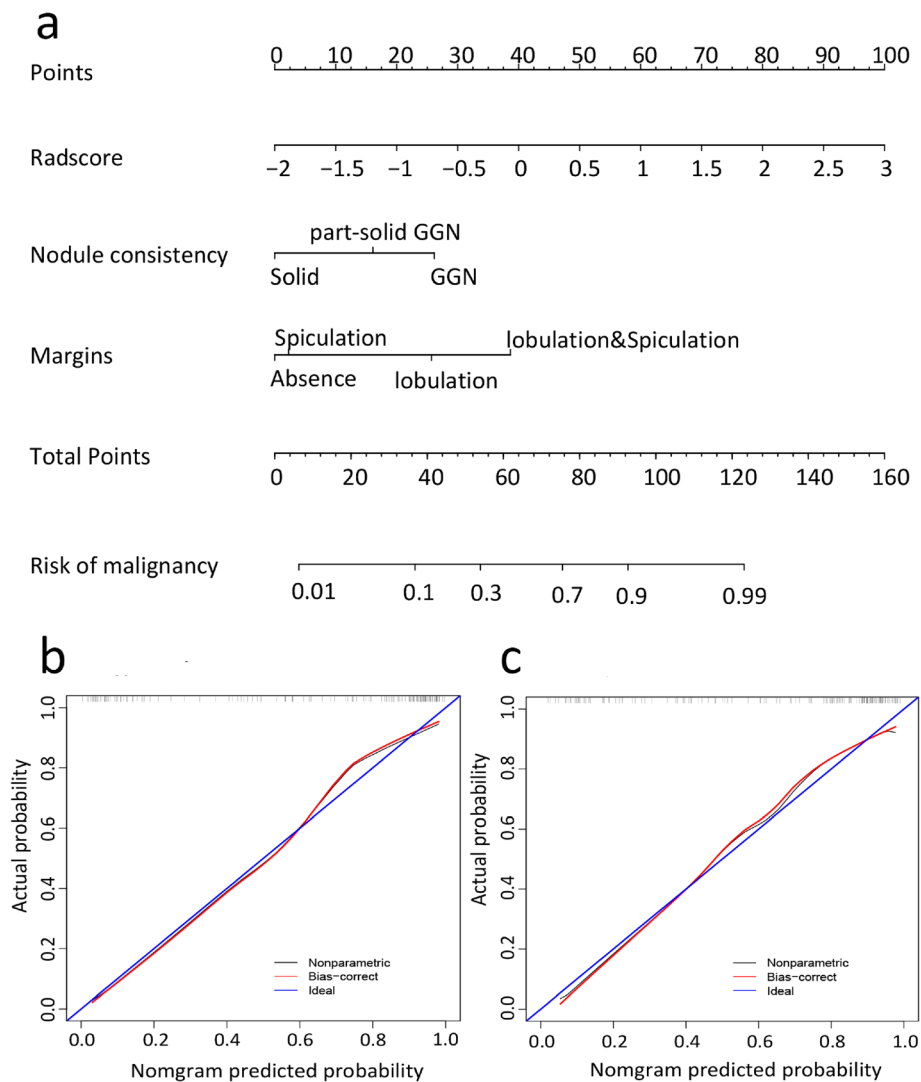 a
Points
0 10 20 30 40 50 60 70 80 90 100
Radscore
−2 −1.5 −1 −0.5 0 0.5 1 1.5 2 2.5 3
Nodule consistency
part-solid GGN
Solid GGN
Margins
Spiculation lobulation&Spiculation
Absence lobulation
Total Points
0 20 40 60 80 100 120 140 160
Risk of malignancy
0.01 0.1 0.3 0.7 0.9 0.99
b
Actual probability
0.0 0.2 0.4 0.6 0.8 1.0
Nonparametric
Bias−correct
Ideal
0.0 0.2 0.4 0.6 0.8 1.0
Nomgram predicted probability
c
Actual probability
0.0 0.2 0.4 0.6 0.8 1.0
Nonparametric
Bias−correct
Ideal
0.0 0.2 0.4 0.6 0.8 1.0
Nomgram predicted probability